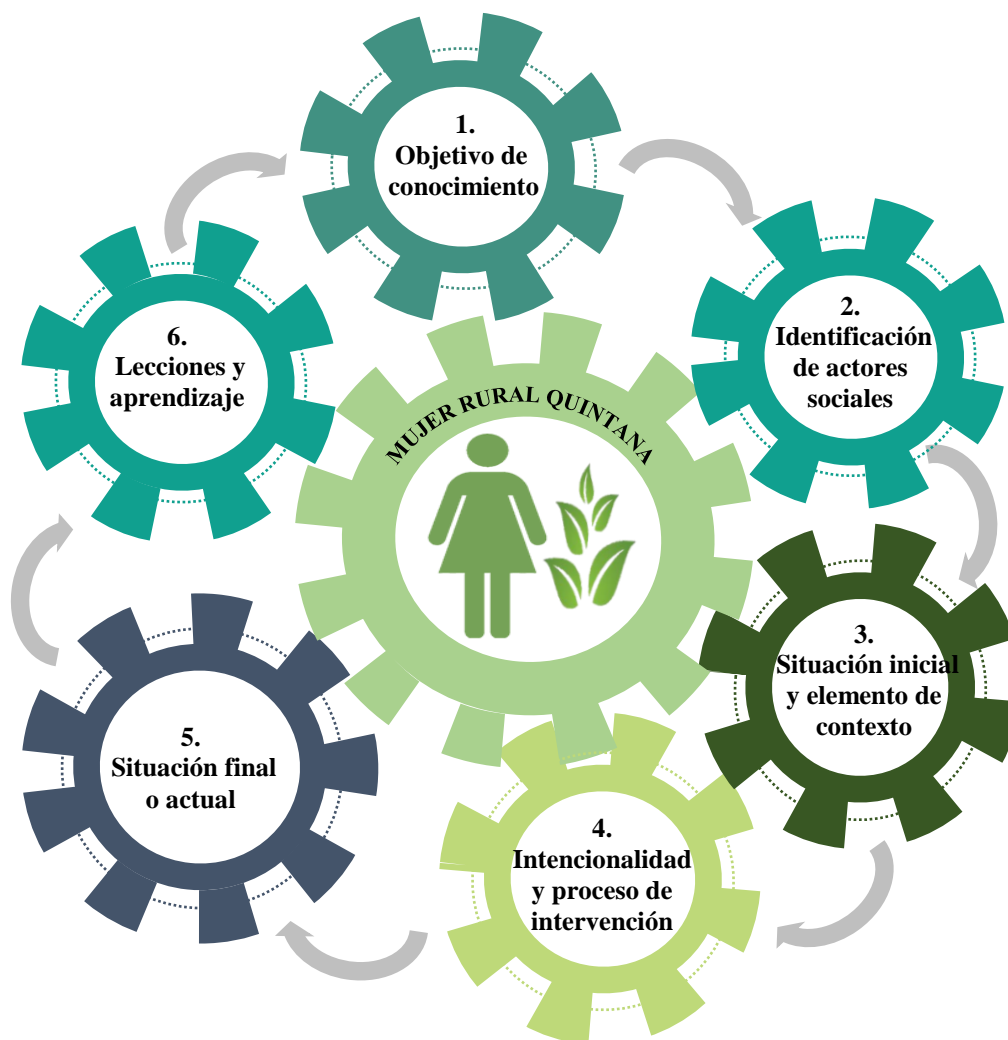 1.
Objetivo de
conocimiento
2.
Identificación
de actores
sociales
3.
Situación inicial
y elemento de
contexto
4.
Intencionalidad
y proceso de
intervención
5.
Situación final
o actual
6.
Lecciones y
aprendizaje
MUJER RURAL QUINTANA